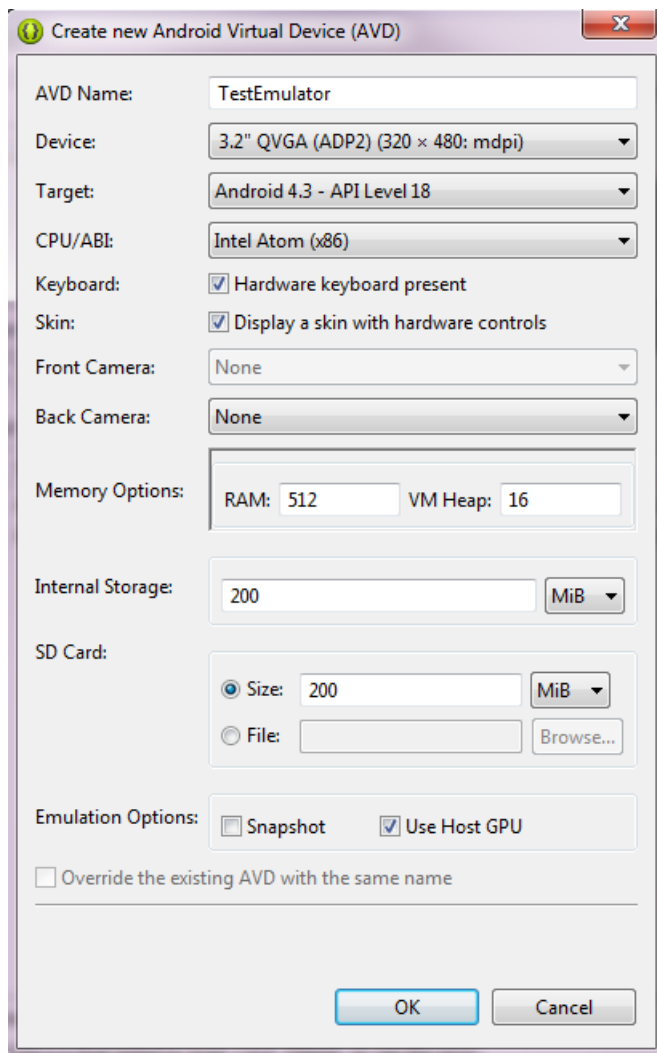 Create new Android Virtual Device (AVD)
AVD Name: TestEmulator
Device: 3.2" QVGA (ADP2) (320 × 480: mdpi)
Target: Android 4.3 - API Level 18
CPU/ABI: Intel Atom (x86)
Keyboard: Hardware keyboard present
Skin: Display a skin with hardware controls
Front Camera: None
Back Camera: None
Memory Options: RAM: 512 VM Heap: 16
Internal Storage: 200 MiB
SD Card:
Size: 200 MiB
File: Browse...
Emulation Options: Snapshot Use Host GPU
Override the existing AVD with the same name
OK Cancel